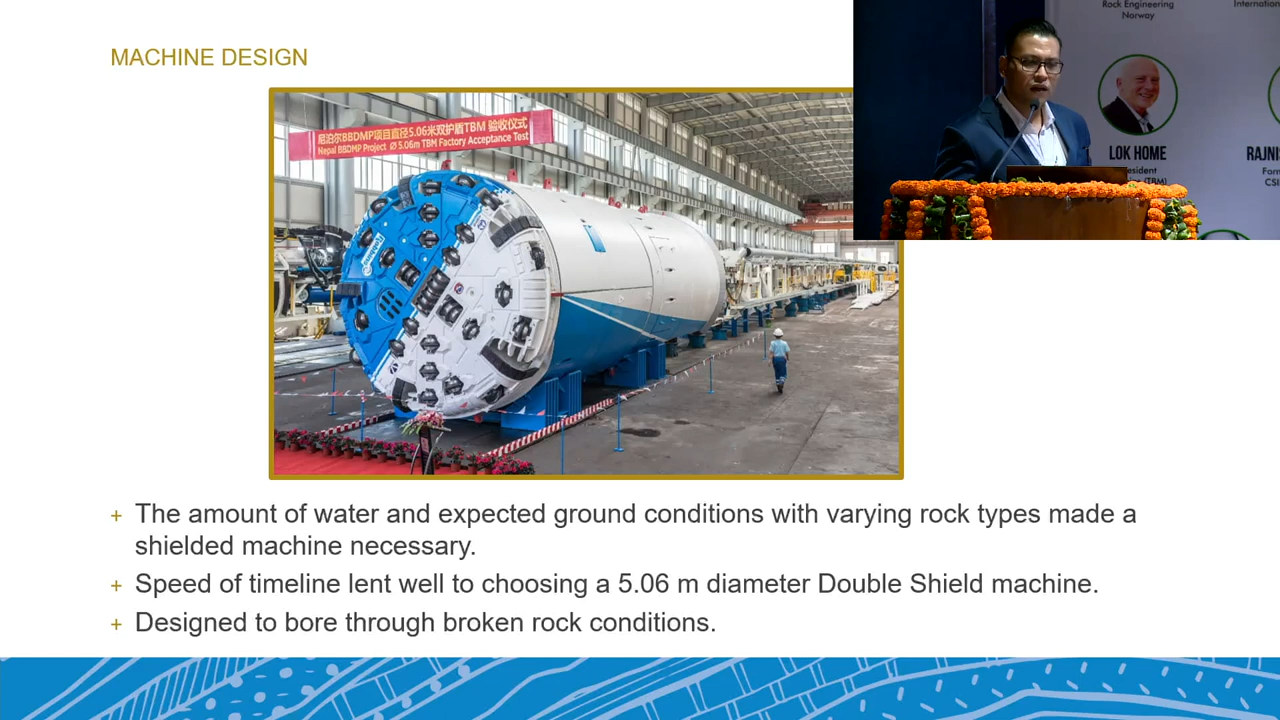 MACHINE DESIGN
尼泊尔BBDMP项目直径5.06米双护盾TBM 验收仪式
Nepal BBDMP Project Ø 5.06m TBM Factory Acceptance Test
Rock Engineering
Norway
International
LOK HOME
(TBM)
RAJNIS
CSI
The amount of water and expected ground conditions with varying rock types made a
shielded machine necessary.
Speed of timeline lent well to choosing a 5.06 m diameter Double Shield machine.
Designed to bore through broken rock conditions.